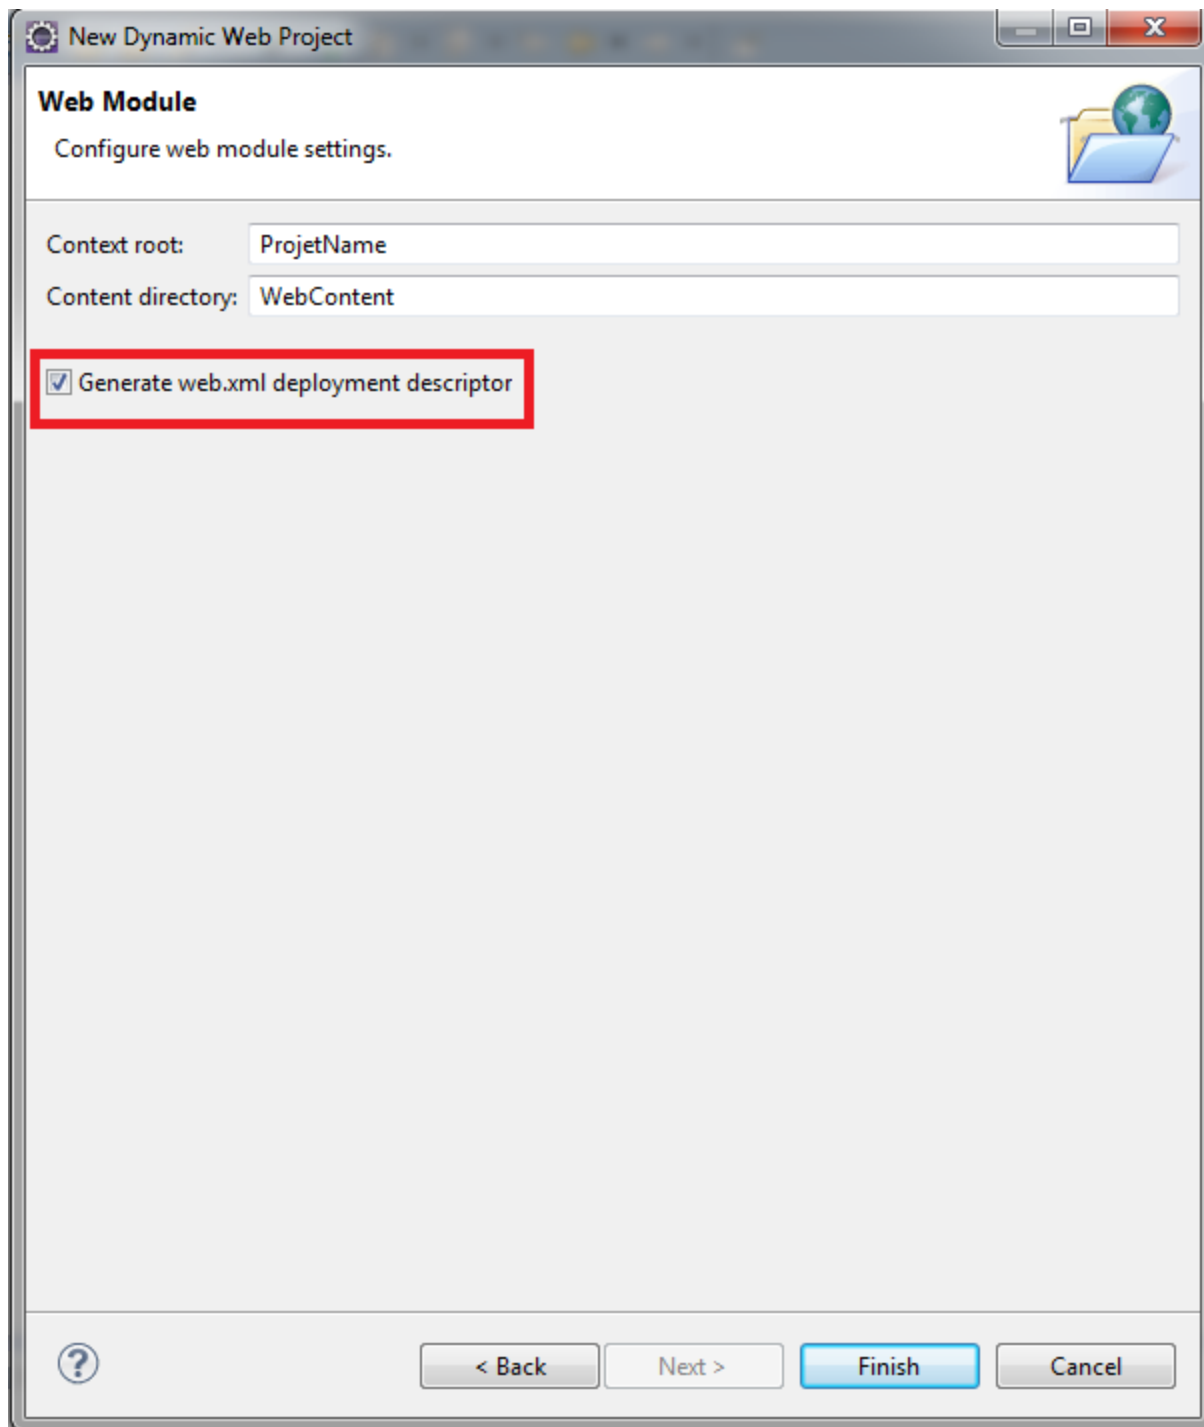 New Dynamic Web Project
Web Module
Configure web module settings.
Context root: ProjetName
Content directory: WebContent
Generate web.xml deployment descriptor
? < Back Next > Finish Cancel